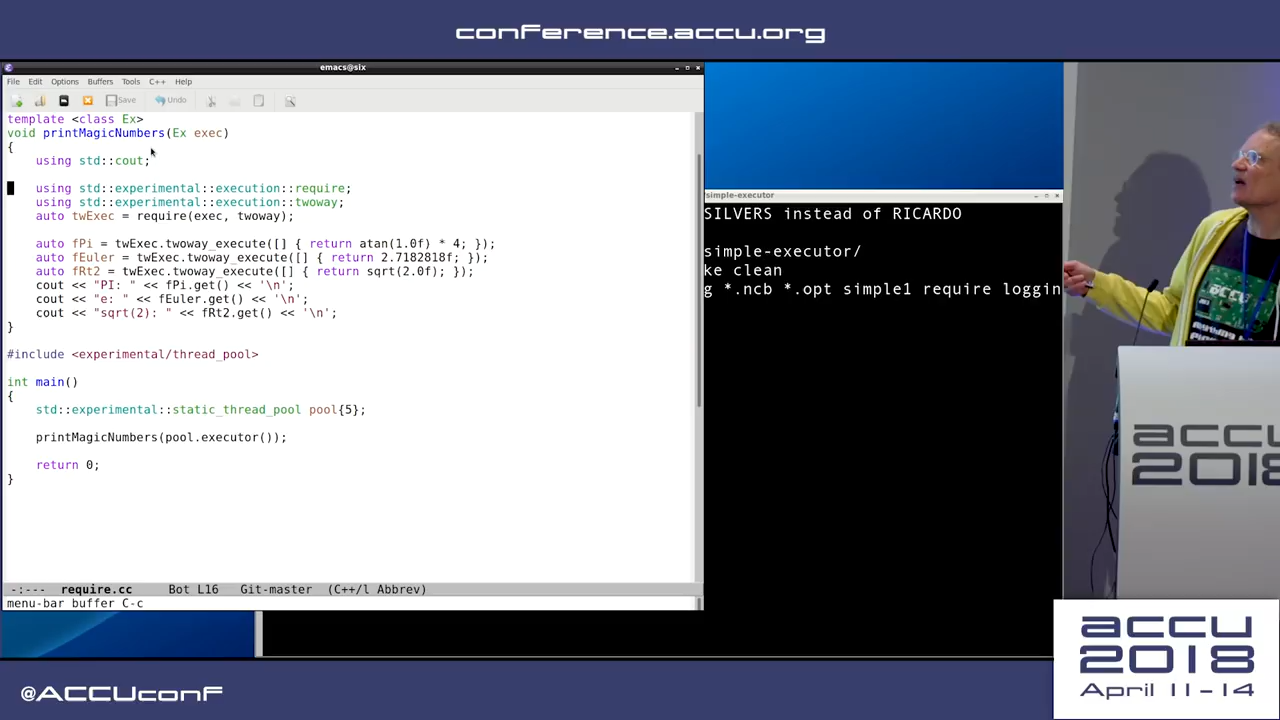 conference.accu.org
emacs@slx
File Edit Options Buffers Tools C++ Help
Save Undo
template <class Ex>
void printMagicNumbers(Ex exec)
{
    using std::cout;
    using std::experimental::execution::require;
    using std::experimental::execution::twoway;
    auto twExec = require(exec, twoway);
    auto fPi = twExec.twoway_execute([] { return atan(1.0f) * 4; });
    auto fEuler = twExec.twoway_execute([] { return 2.7182818f; });
    auto fRt2 = twExec.twoway_execute([] { return sqrt(2.0f); });
    cout << "PI: " << fPi.get() << '\n';
    cout << "e: " << fEuler.get() << '\n';
    cout << "sqrt(2): " << fRt2.get() << '\n';
}
#include <experimental/thread_pool>
int main()
{
    std::experimental::static_thread_pool pool{5};
    printMagicNumbers(pool.executor());
    return 0;
}
-:--- require.cc Bot L16 Git-master (C++/l Abbrev)
menu-bar buffer C-c
/simple-executor
SILVERS instead of RICARDO
simple-executor/
ke clean
g *.ncb *.opt simple1 require loggin
accu
accu
2018
accu
2018
April 11-14
@ACCUconf